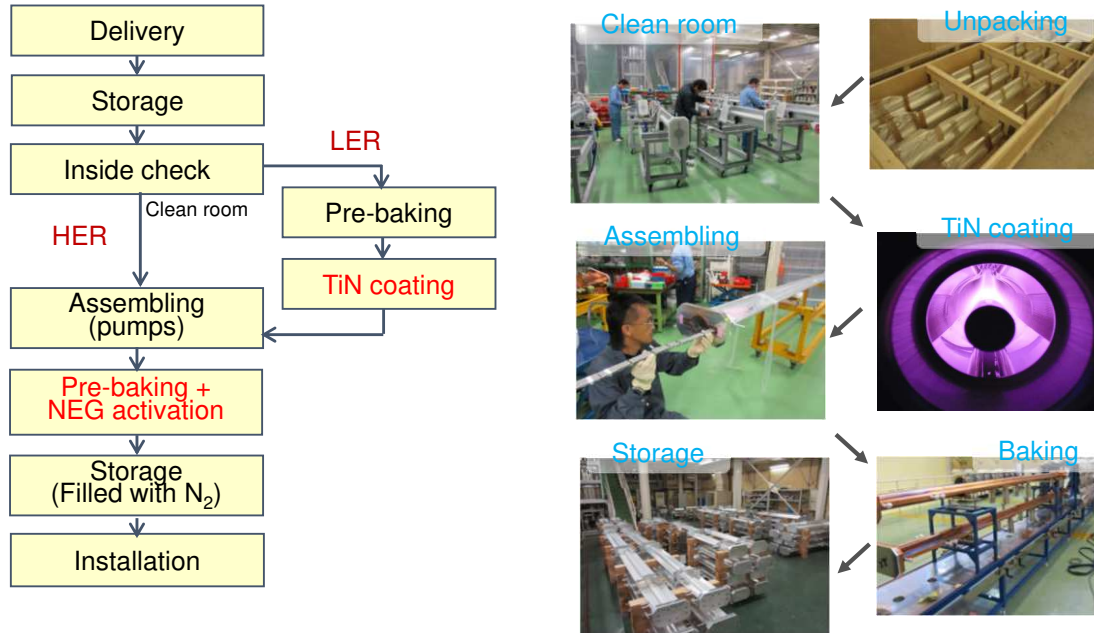 Delivery
Storage
Inside check
LER
HER
Clean room
Pre-baking
TiN coating
Assembling
(pumps)
Pre-baking +
NEG activation
Storage
(Filled with N₂)
Installation
Clean room
Unpacking
Assembling
TiN coating
Storage
Baking